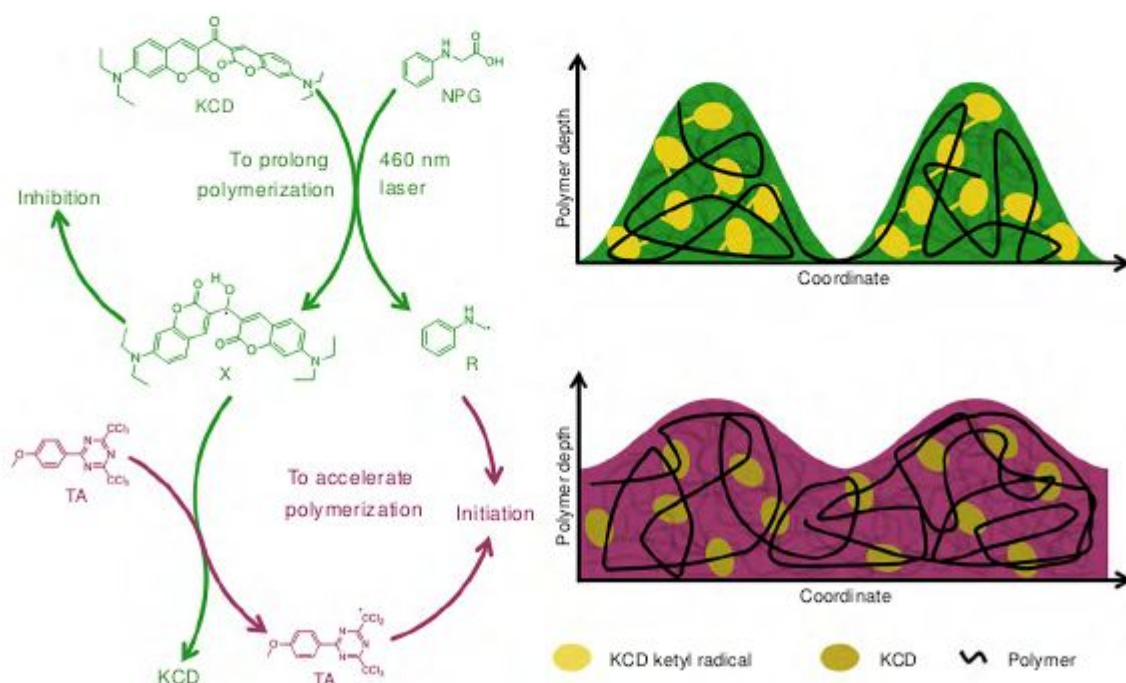 KCD
NPG
To prolong
polymerization
460 nm
laser
Inhibition
X
R
TA
To accelerate
polymerization
Initiation
KCD
TA
Polymer depth
Coordinate
Polymer depth
Coordinate
KCD ketyl radical
KCD
Polymer